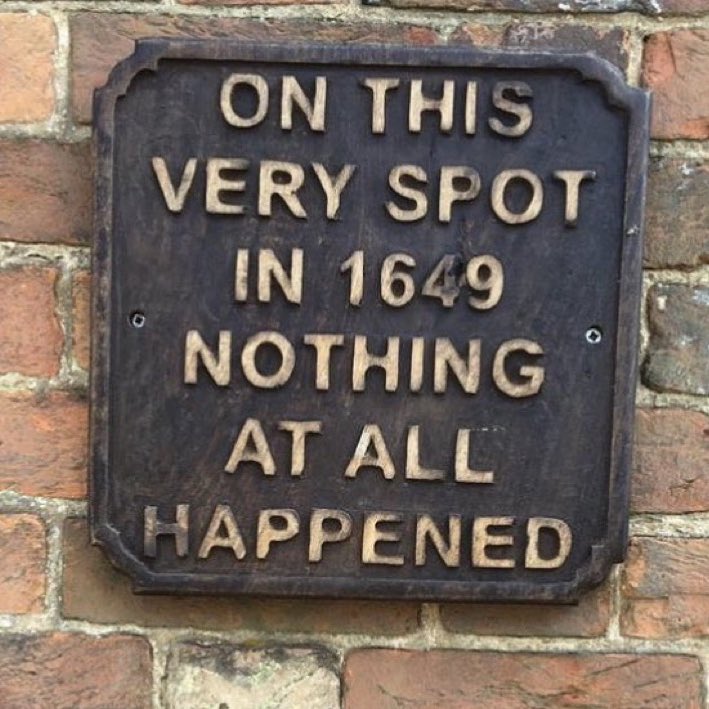 ON THIS
VERY SPOT
IN 1649
NOTHING
AT ALL
HAPPENED